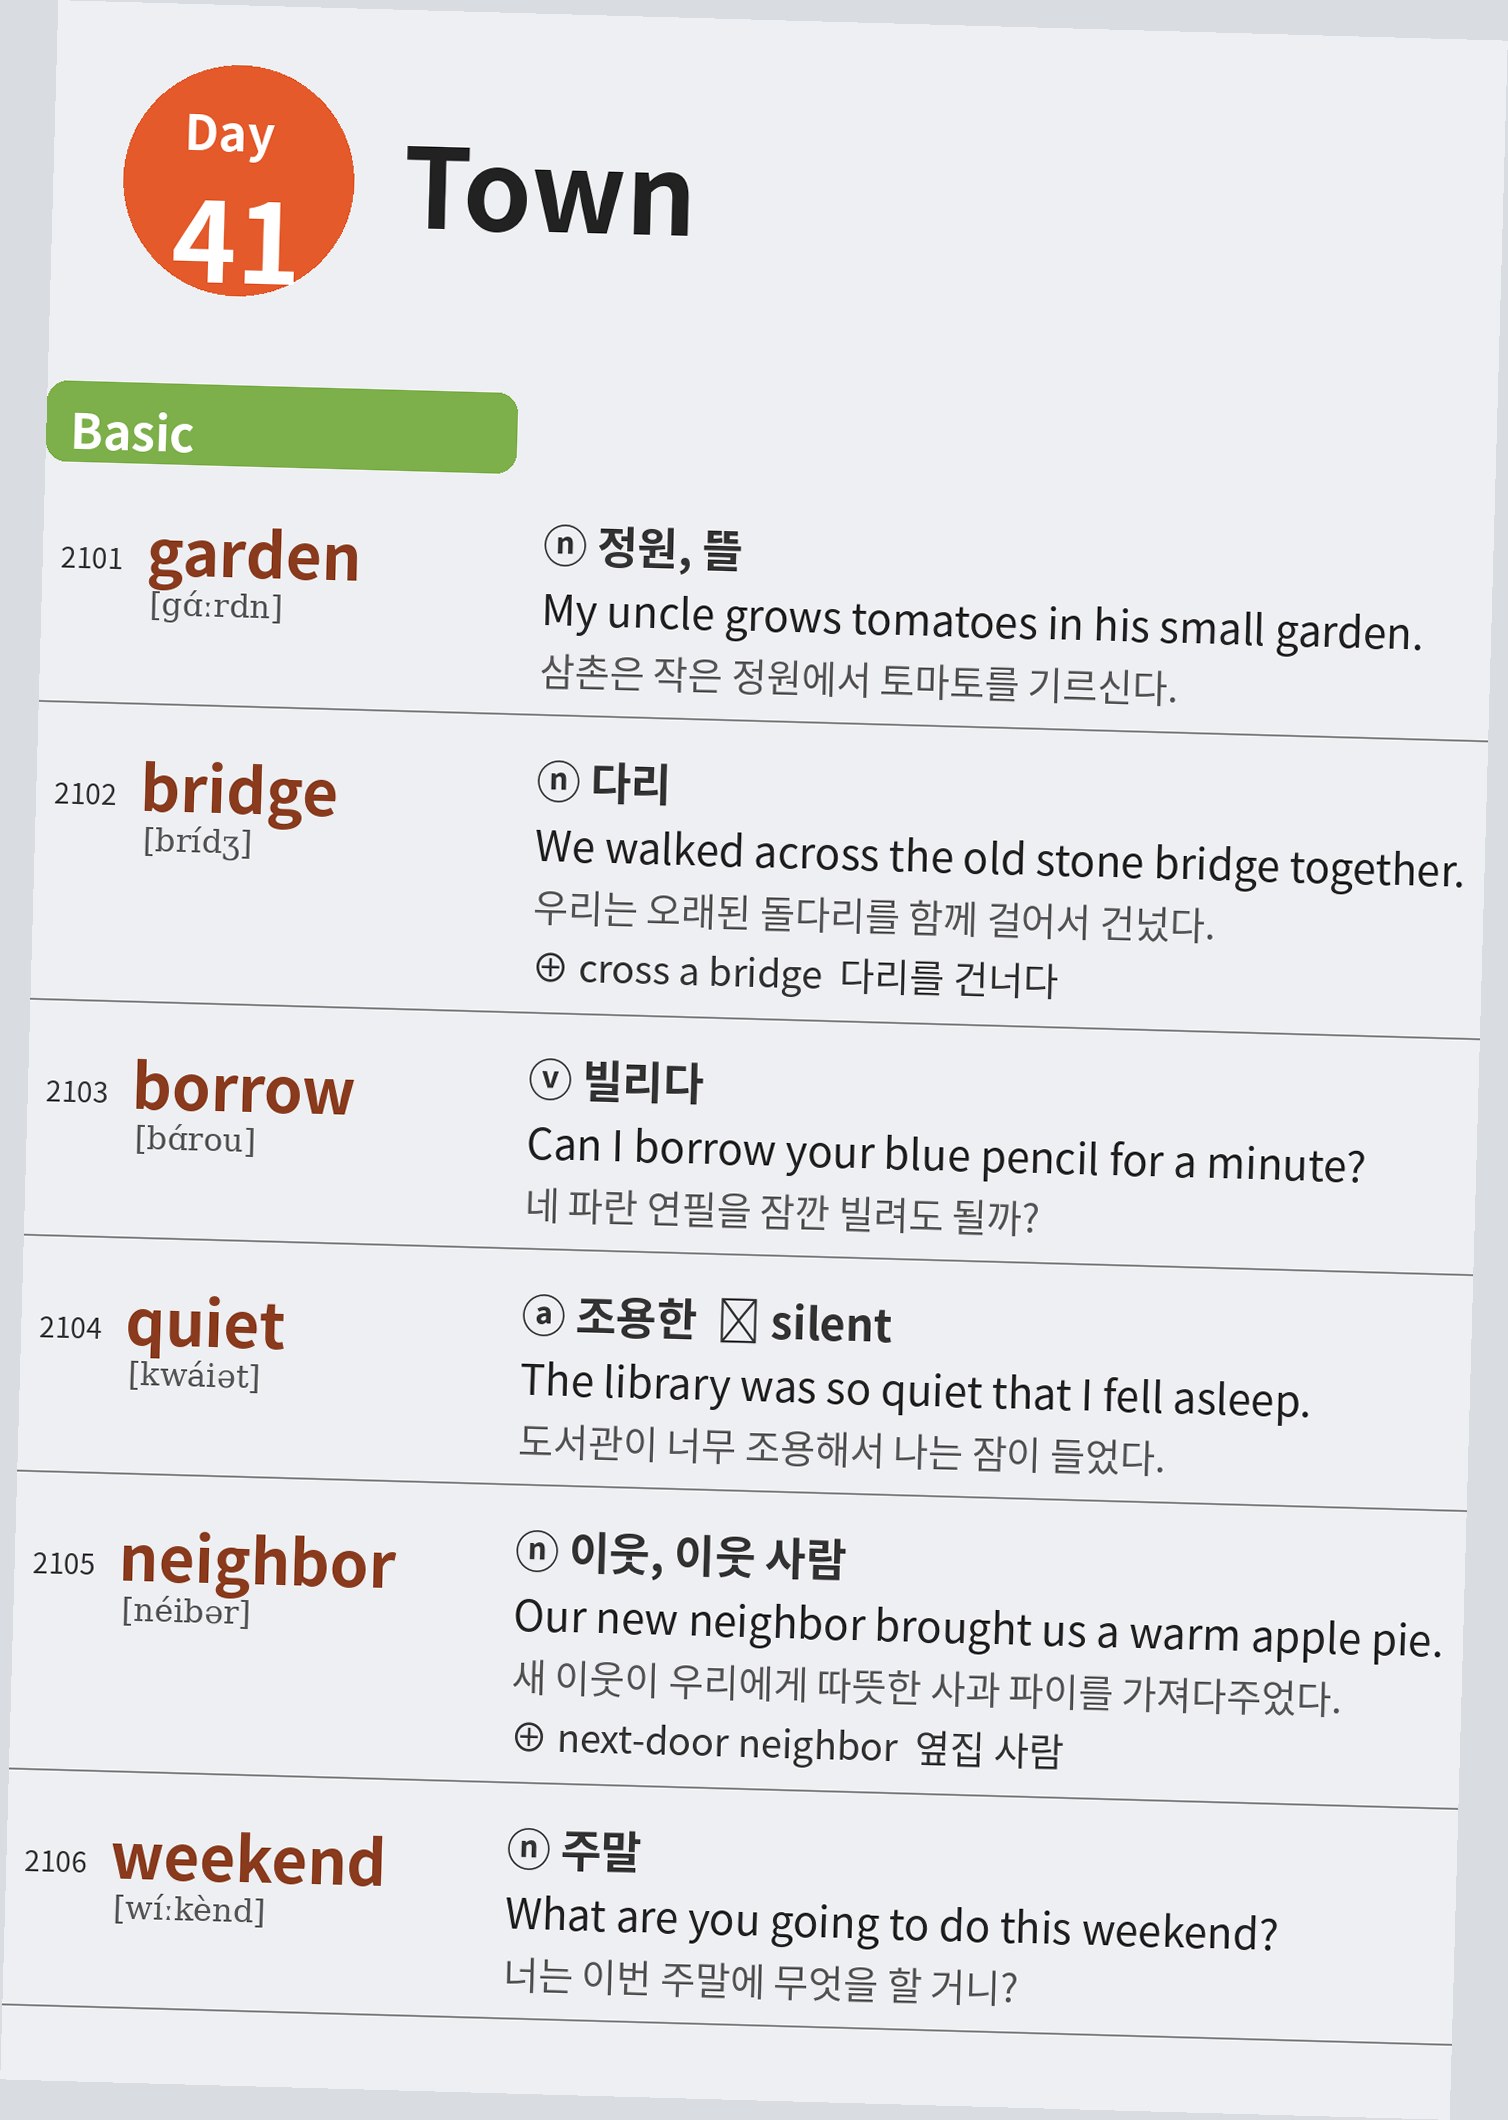 Day
41
Town
Basic
2101 garden ⓝ 정원, 뜰
[gɑ́ːrdn]
My uncle grows tomatoes in his small garden.
삼촌은 작은 정원에서 토마토를 기르신다.
2102 bridge ⓝ 다리
[brídʒ]
We walked across the old stone bridge together.
우리는 오래된 돌다리를 함께 걸어서 건넜다.
⊕ cross a bridge 다리를 건너다
2103 borrow ⓥ 빌리다
[bɑ́rou]
Can I borrow your blue pencil for a minute?
네 파란 연필을 잠깐 빌려도 될까?
2104 quiet ⓐ 조용한 silent
[kwáiət]
The library was so quiet that I fell asleep.
도서관이 너무 조용해서 나는 잠이 들었다.
2105 neighbor ⓝ 이웃, 이웃 사람
[néibər]
Our new neighbor brought us a warm apple pie.
새 이웃이 우리에게 따뜻한 사과 파이를 가져다주었다.
⊕ next-door neighbor 옆집 사람
2106 weekend ⓝ 주말
[wíːkènd]
What are you going to do this weekend?
너는 이번 주말에 무엇을 할 거니?